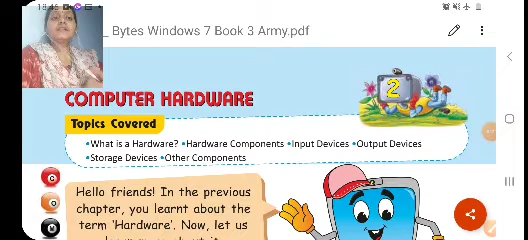 18:46
_ Bytes Windows 7 Book 3 Army.pdf
2
COMPUTER HARDWARE
Topics Covered
•What is a Hardware? •Hardware Components •Input Devices •Output Devices
•Storage Devices •Other Components
Hello friends! In the previous
chapter, you learnt about the
term 'Hardware'. Now, let us